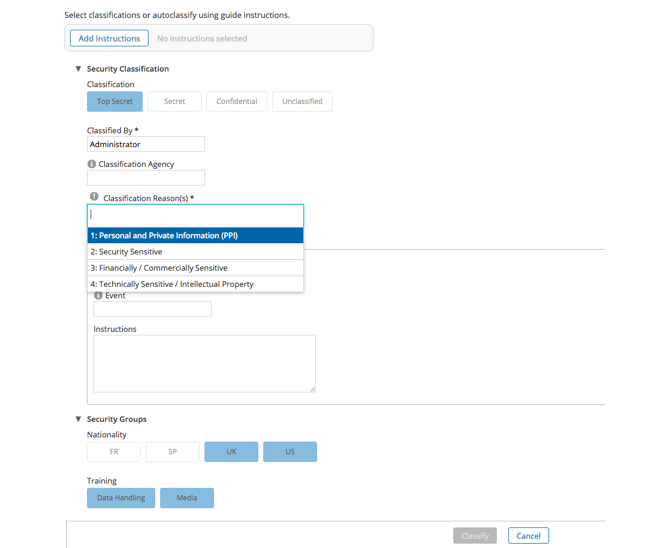 Select classifications or autoclassify using guide instructions.
Add Instructions No instructions selected
Security Classification
Classification
Top Secret Secret Confidential Unclassified
Classified By *
Administrator
Classification Agency
Classification Reason(s) *
1: Personal and Private Information (PPI)
2: Security Sensitive
3: Financially / Commercially Sensitive
4: Technically Sensitive / Intellectual Property
Event
Instructions
Security Groups
Nationality
FR SP UK US
Training
Data Handling Media
Classify Cancel